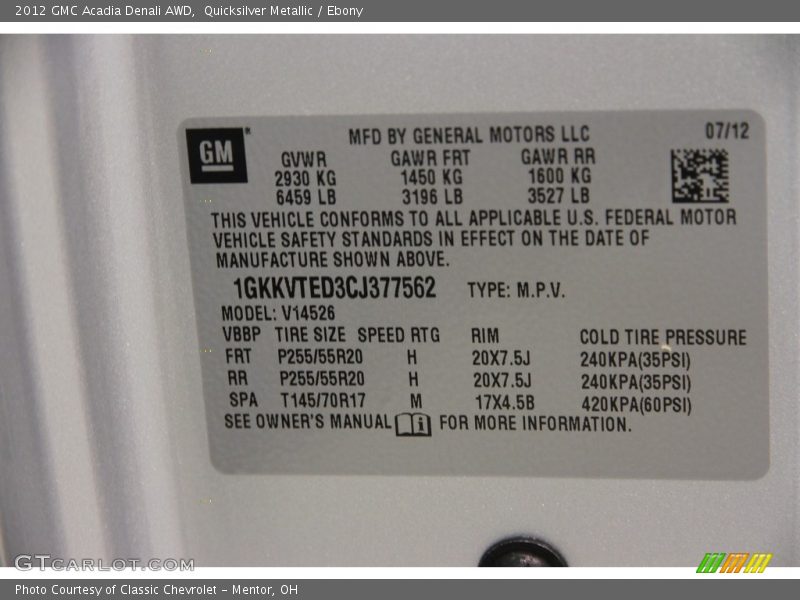 2012 GMC Acadia Denali AWD, Quicksilver Metallic / Ebony
GM
MFD BY GENERAL MOTORS LLC 07/12
GVWR GAWR FRT GAWR RR
2930 KG 1450 KG 1600 KG
6459 LB 3196 LB 3527 LB
THIS VEHICLE CONFORMS TO ALL APPLICABLE U.S. FEDERAL MOTOR
VEHICLE SAFETY STANDARDS IN EFFECT ON THE DATE OF
MANUFACTURE SHOWN ABOVE.
1GKKVTED3CJ377562 TYPE: M.P.V.
MODEL: V14526
VBBP TIRE SIZE SPEED RTG RIM COLD TIRE PRESSURE
FRT P255/55R20 H 20X7.5J 240KPA(35PSI)
RR P255/55R20 H 20X7.5J 240KPA(35PSI)
SPA T145/70R17 M 17X4.5B 420KPA(60PSI)
SEE OWNER'S MANUAL i FOR MORE INFORMATION.
GTCARLOT.COM
Photo Courtesy of Classic Chevrolet - Mentor, OH